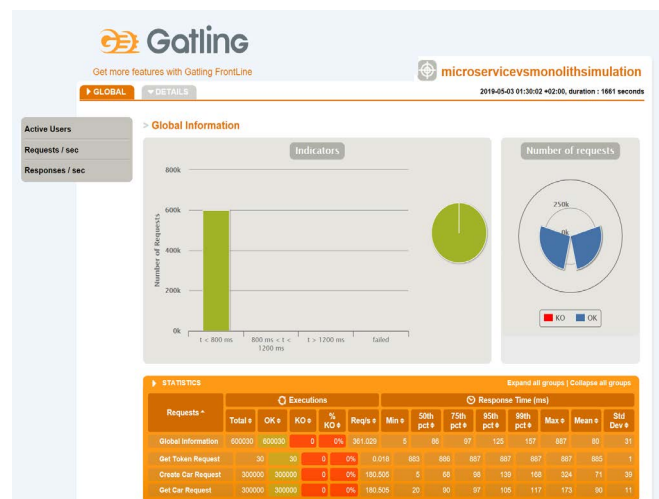 Gatling
Get more features with Gatling FrontLine
microservicevsmonolithsimulation
GLOBAL
DETAILS
2019-05-03 01:30:02 +02:00, duration : 1661 seconds
Active Users
Requests / sec
Responses / sec
> Global Information
Indicators
800k
600k
400k
200k
0k
Number of Requests
t < 800 ms
800 ms < t < 1200 ms
t > 1200 ms
failed
Number of requests
250k
0k
KO OK
STATISTICS
Expand all groups | Collapse all groups
Requests
Executions
Response Time (ms)
Total OK KO % KO Req/s Min 50th pct 75th pct 95th pct 99th pct Max Mean Std Dev
Global Information 600030 600030 0 0% 361.029 5 86 97 125 157 887 80 31
Get Token Request 30 30 0 0% 0.018 883 886 887 887 887 887 885 1
Create Car Request 300000 300000 0 0% 180.505 5 68 98 139 168 324 71 39
Get Car Request 300000 300000 0 0% 180.505 20 90 97 105 117 173 90 11